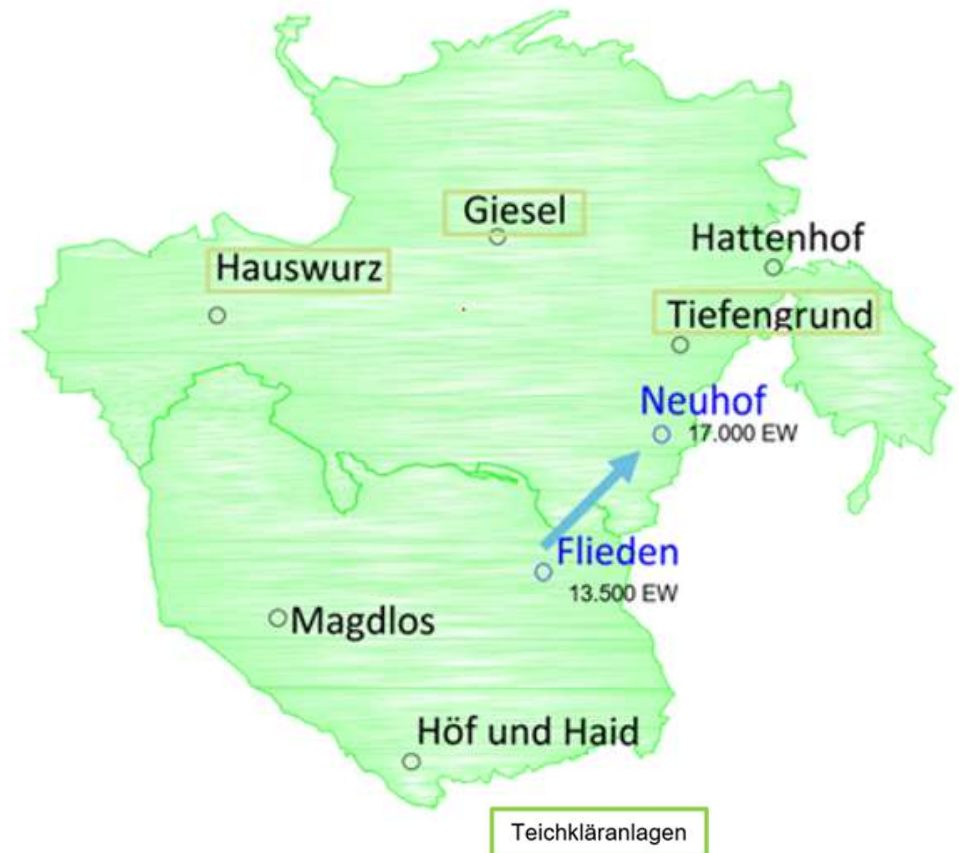 Giesel
Hattenhof
Hauswurz
Tiefengrund
Neuhof
17.000 EW
Flieden
13.500 EW
Magdlos
Höf und Haid
Teichkläranlagen